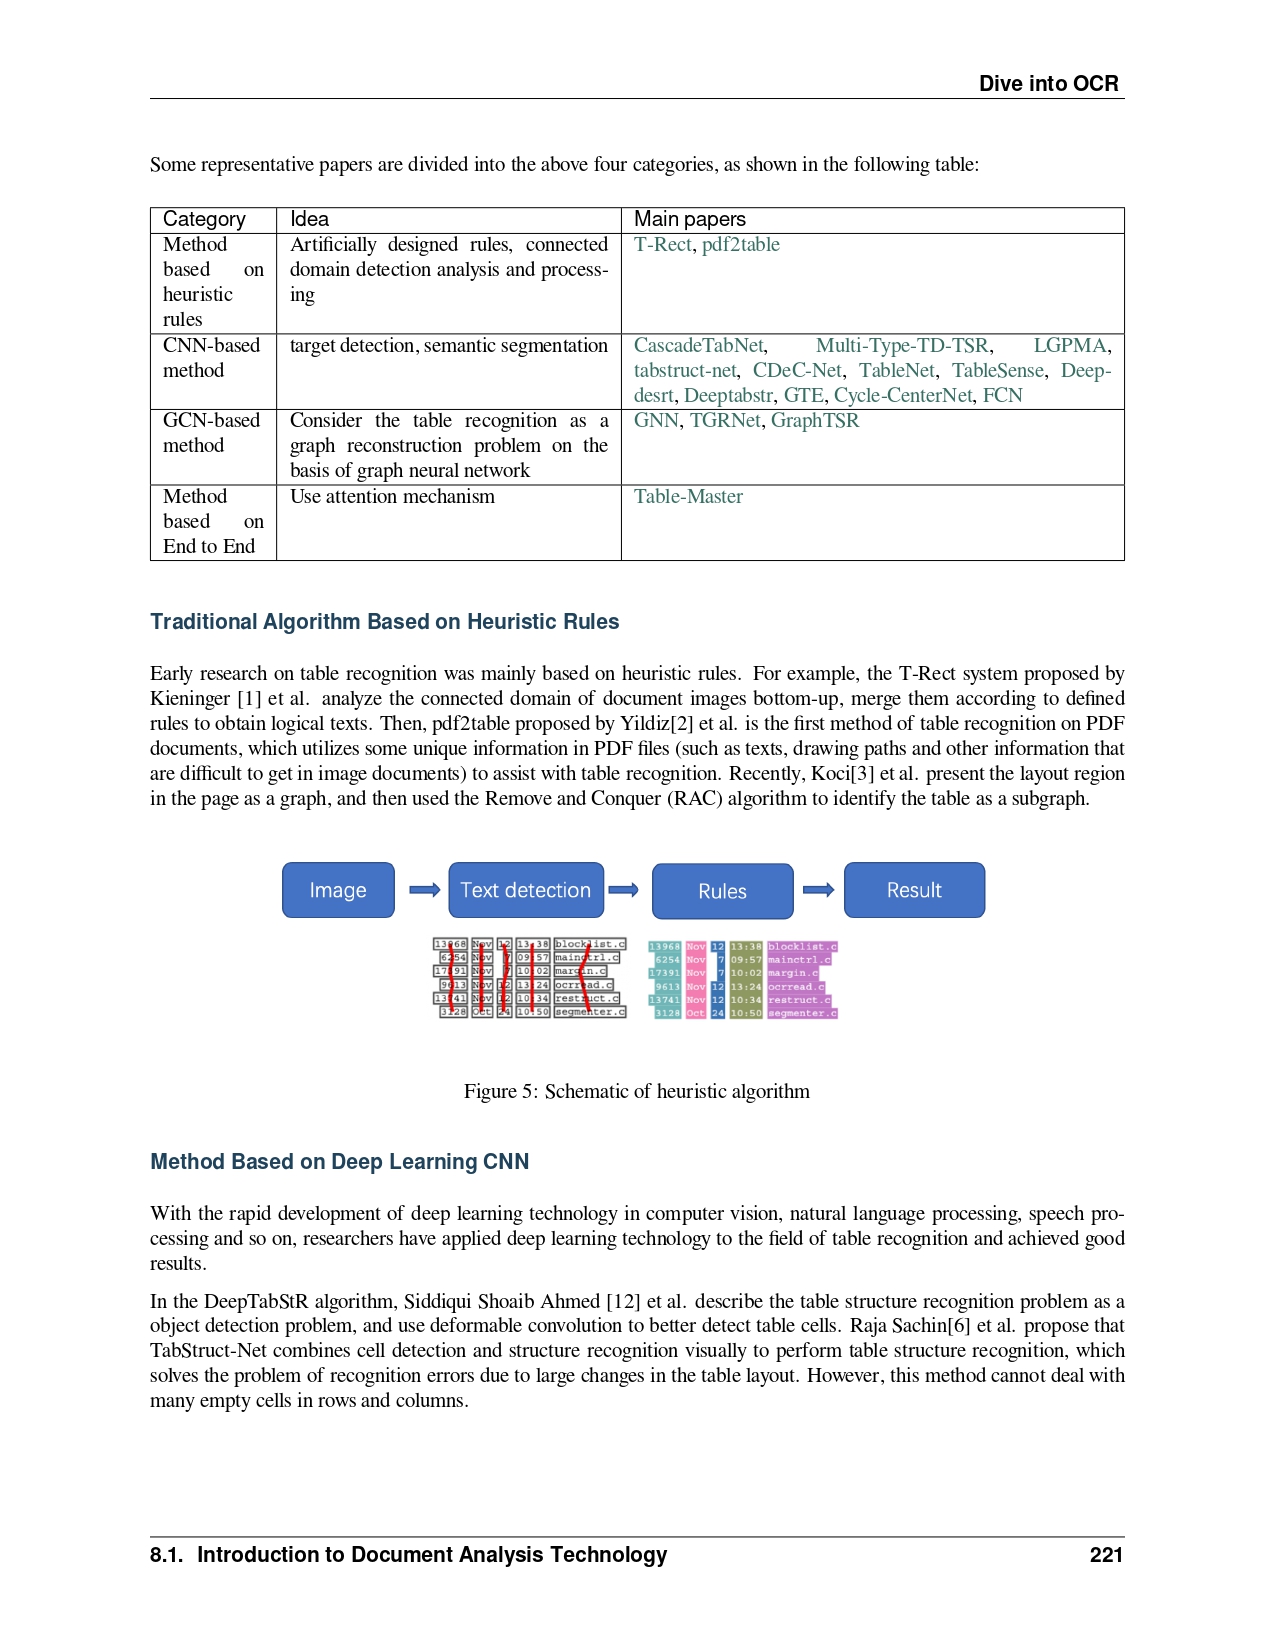 Dive into OCR
Some representative papers are divided into the above four categories, as shown in the following table:
Category Idea Main papers
Method based on heuristic rules
Artificially designed rules, connected domain detection analysis and process-
ing
T-Rect, pdf2table
CNN-based method
target detection, semantic segmentation
CascadeTabNet, Multi-Type-TD-TSR, LGPMA,
tabstruct-net, CDeC-Net, TableNet, TableSense, Deep-
desrt, Deeptabstr, GTE, Cycle-CenterNet, FCN
GCN-based method
Consider the table recognition as a
graph reconstruction problem on the
basis of graph neural network
GNN, TGRNet, GraphTSR
Method based on End to End
Use attention mechanism
Table-Master
Traditional Algorithm Based on Heuristic Rules
Early research on table recognition was mainly based on heuristic rules. For example, the T-Rect system proposed by
Kieninger [1] et al. analyze the connected domain of document images bottom-up, merge them according to defined
rules to obtain logical texts. Then, pdf2table proposed by Yildiz[2] et al. is the first method of table recognition on PDF
documents, which utilizes some unique information in PDF files (such as texts, drawing paths and other information that
are difficult to get in image documents) to assist with table recognition. Recently, Koci[3] et al. present the layout region
in the page as a graph, and then used the Remove and Conquer (RAC) algorithm to identify the table as a subgraph.
Image Text detection Rules Result
13968 Nov 12 13:38 blocklist.c
6254 Nov 7 09:57 mainctrl.c
17391 Nov 7 10:02 margin.c
9613 Nov 12 13:24 ocrread.c
13741 Nov 12 10:34 restruct.c
3128 Oct 24 10:50 segmenter.c
13968 Nov 12 13:38 blocklist.c
6254 Nov 7 09:57 mainctrl.c
17391 Nov 7 10:02 margin.c
9613 Nov 12 13:24 ocrread.c
13741 Nov 12 10:34 restruct.c
3128 Oct 24 10:50 segmenter.c
Figure 5: Schematic of heuristic algorithm
Method Based on Deep Learning CNN
With the rapid development of deep learning technology in computer vision, natural language processing, speech pro-
cessing and so on, researchers have applied deep learning technology to the field of table recognition and achieved good
results.
In the DeepTabStR algorithm, Siddiqui Shoaib Ahmed [12] et al. describe the table structure recognition problem as a
object detection problem, and use deformable convolution to better detect table cells. Raja Sachin[6] et al. propose that
TabStruct-Net combines cell detection and structure recognition visually to perform table structure recognition, which
solves the problem of recognition errors due to large changes in the table layout. However, this method cannot deal with
many empty cells in rows and columns.
8.1. Introduction to Document Analysis Technology 221